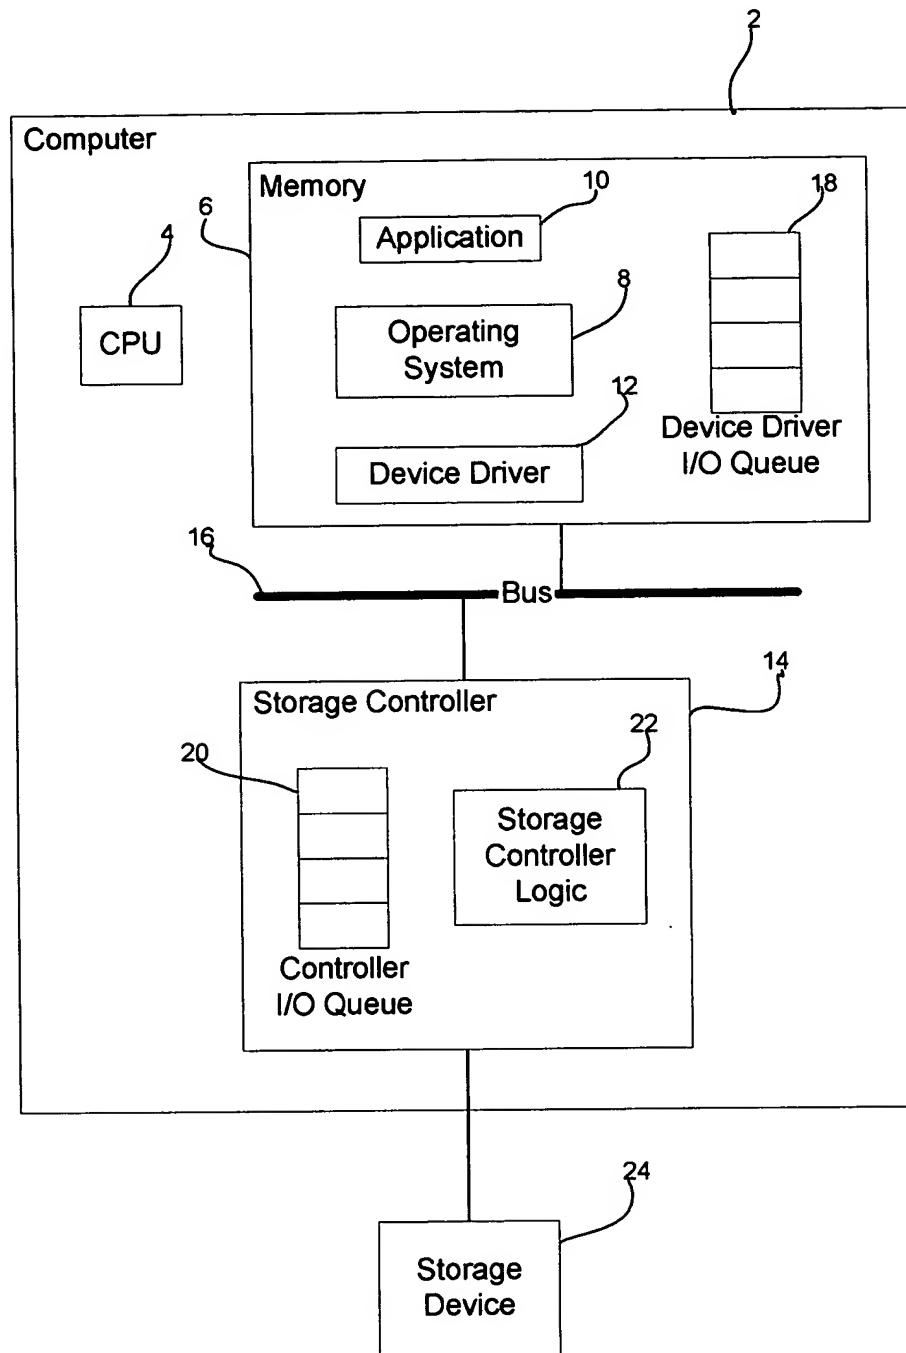 2
Computer
Memory
10
18
6
Application
4
8
CPU
Operating
System
12
Device Driver
I/O Queue
Device Driver
16
Bus
14
Storage Controller
22
20
Storage
Controller
Logic
Controller
I/O Queue
24
Storage
Device